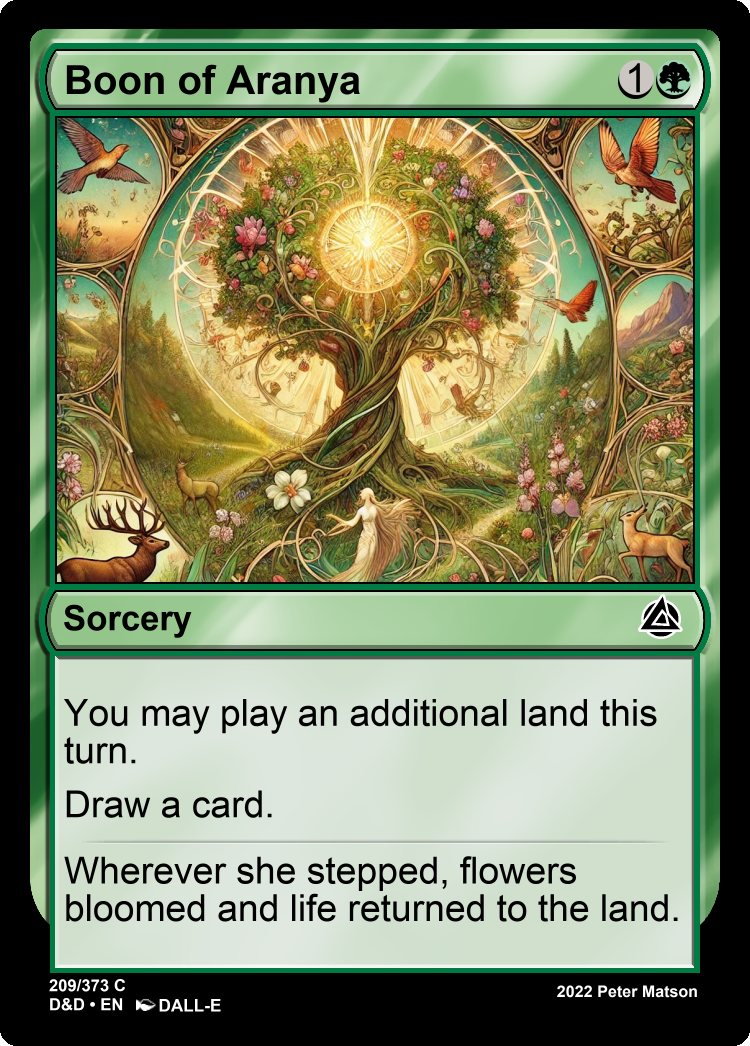 Boon of Aranya
1
Sorcery
You may play an additional land this
turn.
Draw a card.
Wherever she stepped, flowers
bloomed and life returned to the land.
209/373 C
D&D • EN DALL-E
2022 Peter Matson